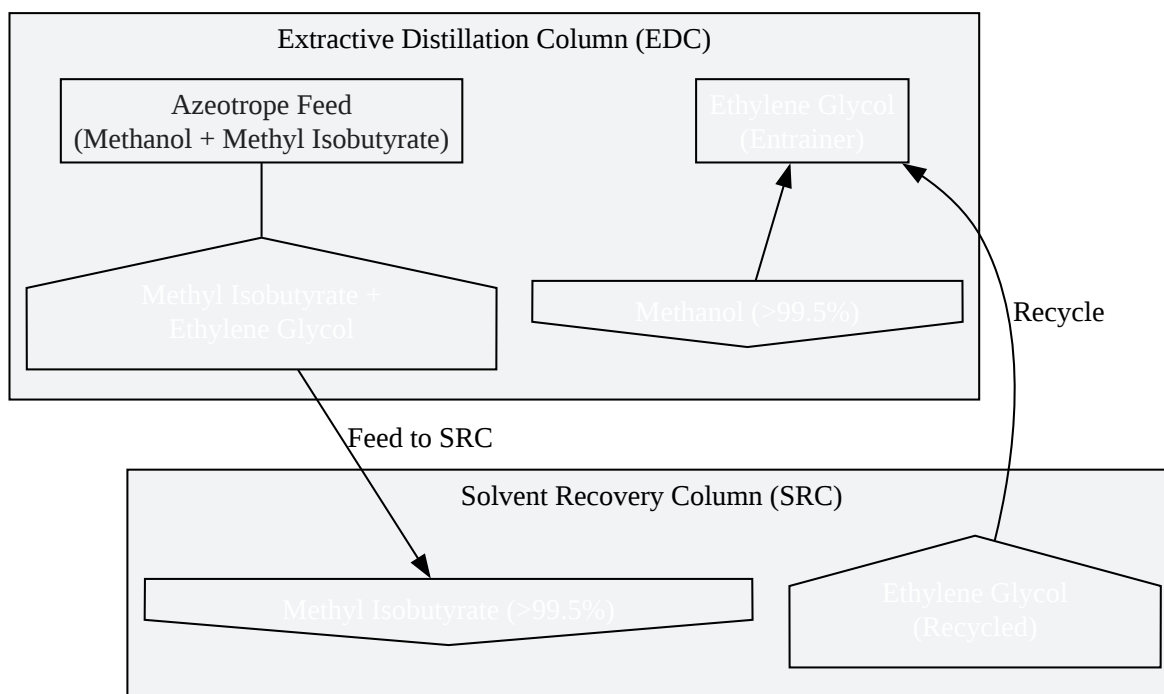 Extractive Distillation Column (EDC)
Azeotrope Feed
(Methanol + Methyl Isobutyrate)
Ethylene Glycol
(Entrainer)
Methyl Isobutyrate +
Ethylene Glycol
Methanol (>99.5%)
Recycle
Feed to SRC
Solvent Recovery Column (SRC)
Methyl Isobutyrate (>99.5%)
Ethylene Glycol
(Recycled)